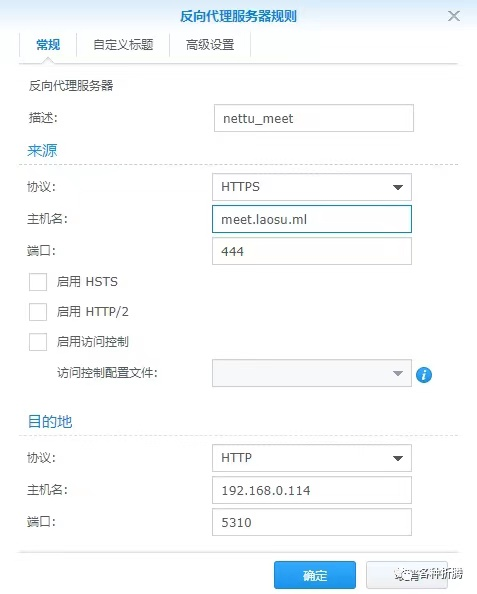 反向代理服务器规则
常规 自定义标题 高级设置
反向代理服务器
描述: nettu_meet
来源
协议: HTTPS
主机名: meet.laosu.ml
端口: 444
启用 HSTS
启用 HTTP/2
启用访问控制
访问控制配置文件:
目的地
协议: HTTP
主机名: 192.168.0.114
端口: 5310
确定 各种折腾